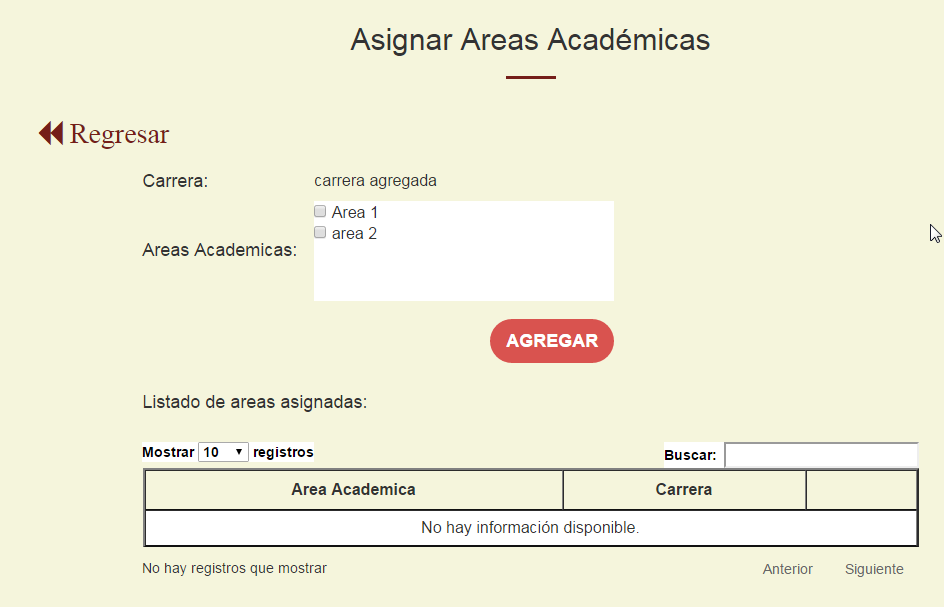 Asignar Areas Académicas
Regresar
Carrera: carrera agregada
Area 1
area 2
Areas Academicas:
AGREGAR
Listado de areas asignadas:
Mostrar 10 registros Buscar:
Area Academica Carrera
No hay información disponible.
No hay registros que mostrar Anterior Siguiente